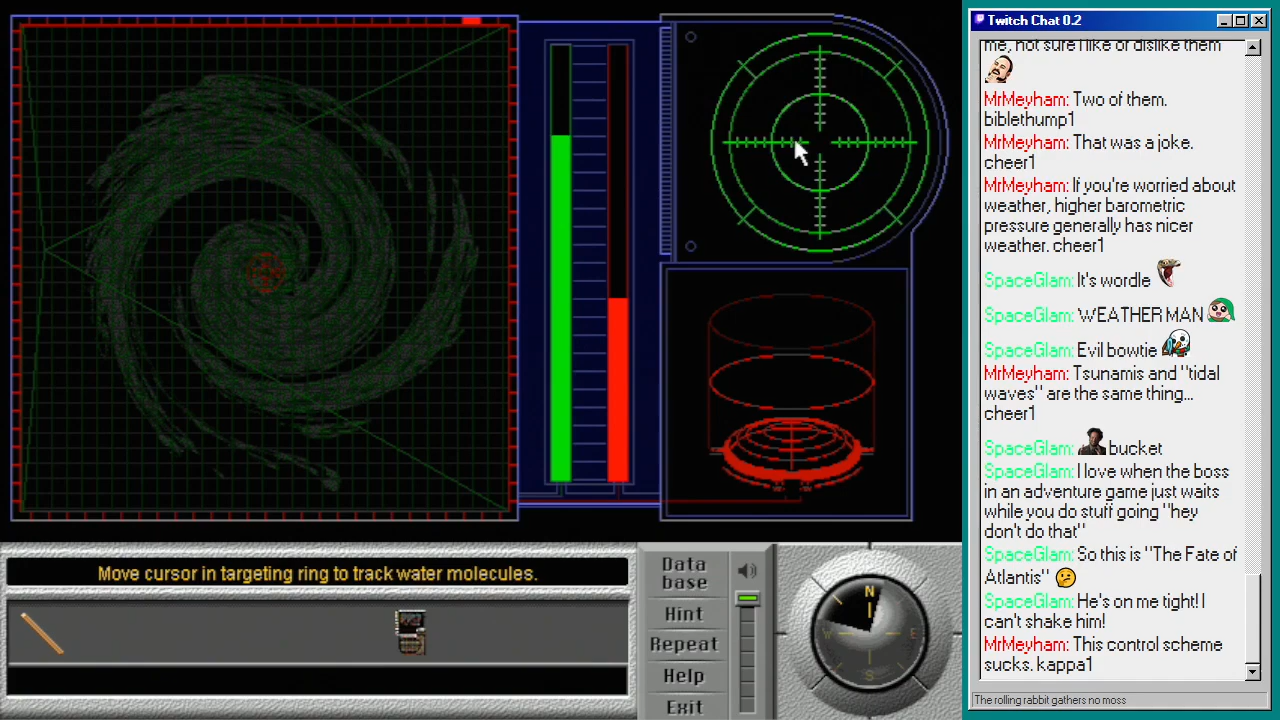 Twitch Chat 0.2
me, not sure I like or dislike them
MrMeyham: Two of them.
biblethump1
MrMeyham: That was a joke.
cheer1
MrMeyham: If you're worried about
weather, higher barometric
pressure generally has nicer
weather. cheer1
SpaceGlam: It's wordle
SpaceGlam: WEATHER MAN
SpaceGlam: Evil bowtie
MrMeyham: Tsunamis and "tidal
waves" are the same thing...
cheer1
SpaceGlam: bucket
SpaceGlam: I love when the boss
in an adventure game just waits
while you do stuff going "hey
don't do that"
SpaceGlam: So this is "The Fate of
Atlantis"
SpaceGlam: He's on me tight! I
can't shake him!
MrMeyham: This control scheme
sucks. kappa1
The rolling rabbit gathers no moss
Move cursor in targeting ring to track water molecules.
Data
base
Hint
Repeat
Help
Exit
N
E
S